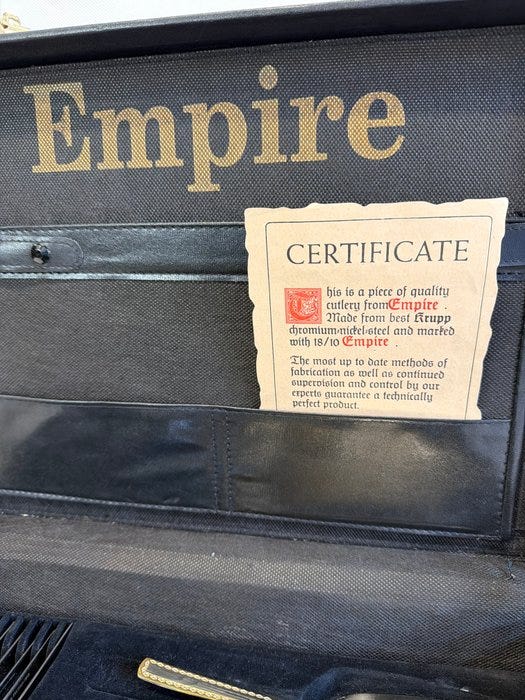 Empire
CERTIFICATE
This is a piece of quality
cutlery from Empire .
Made from best Krupp
chromium-nickel-steel and marked
with 18/10 Empire .
The most up to date methods of
fabrication as well as continued
supervision and control by our
experts guarantee a technically
perfect product.